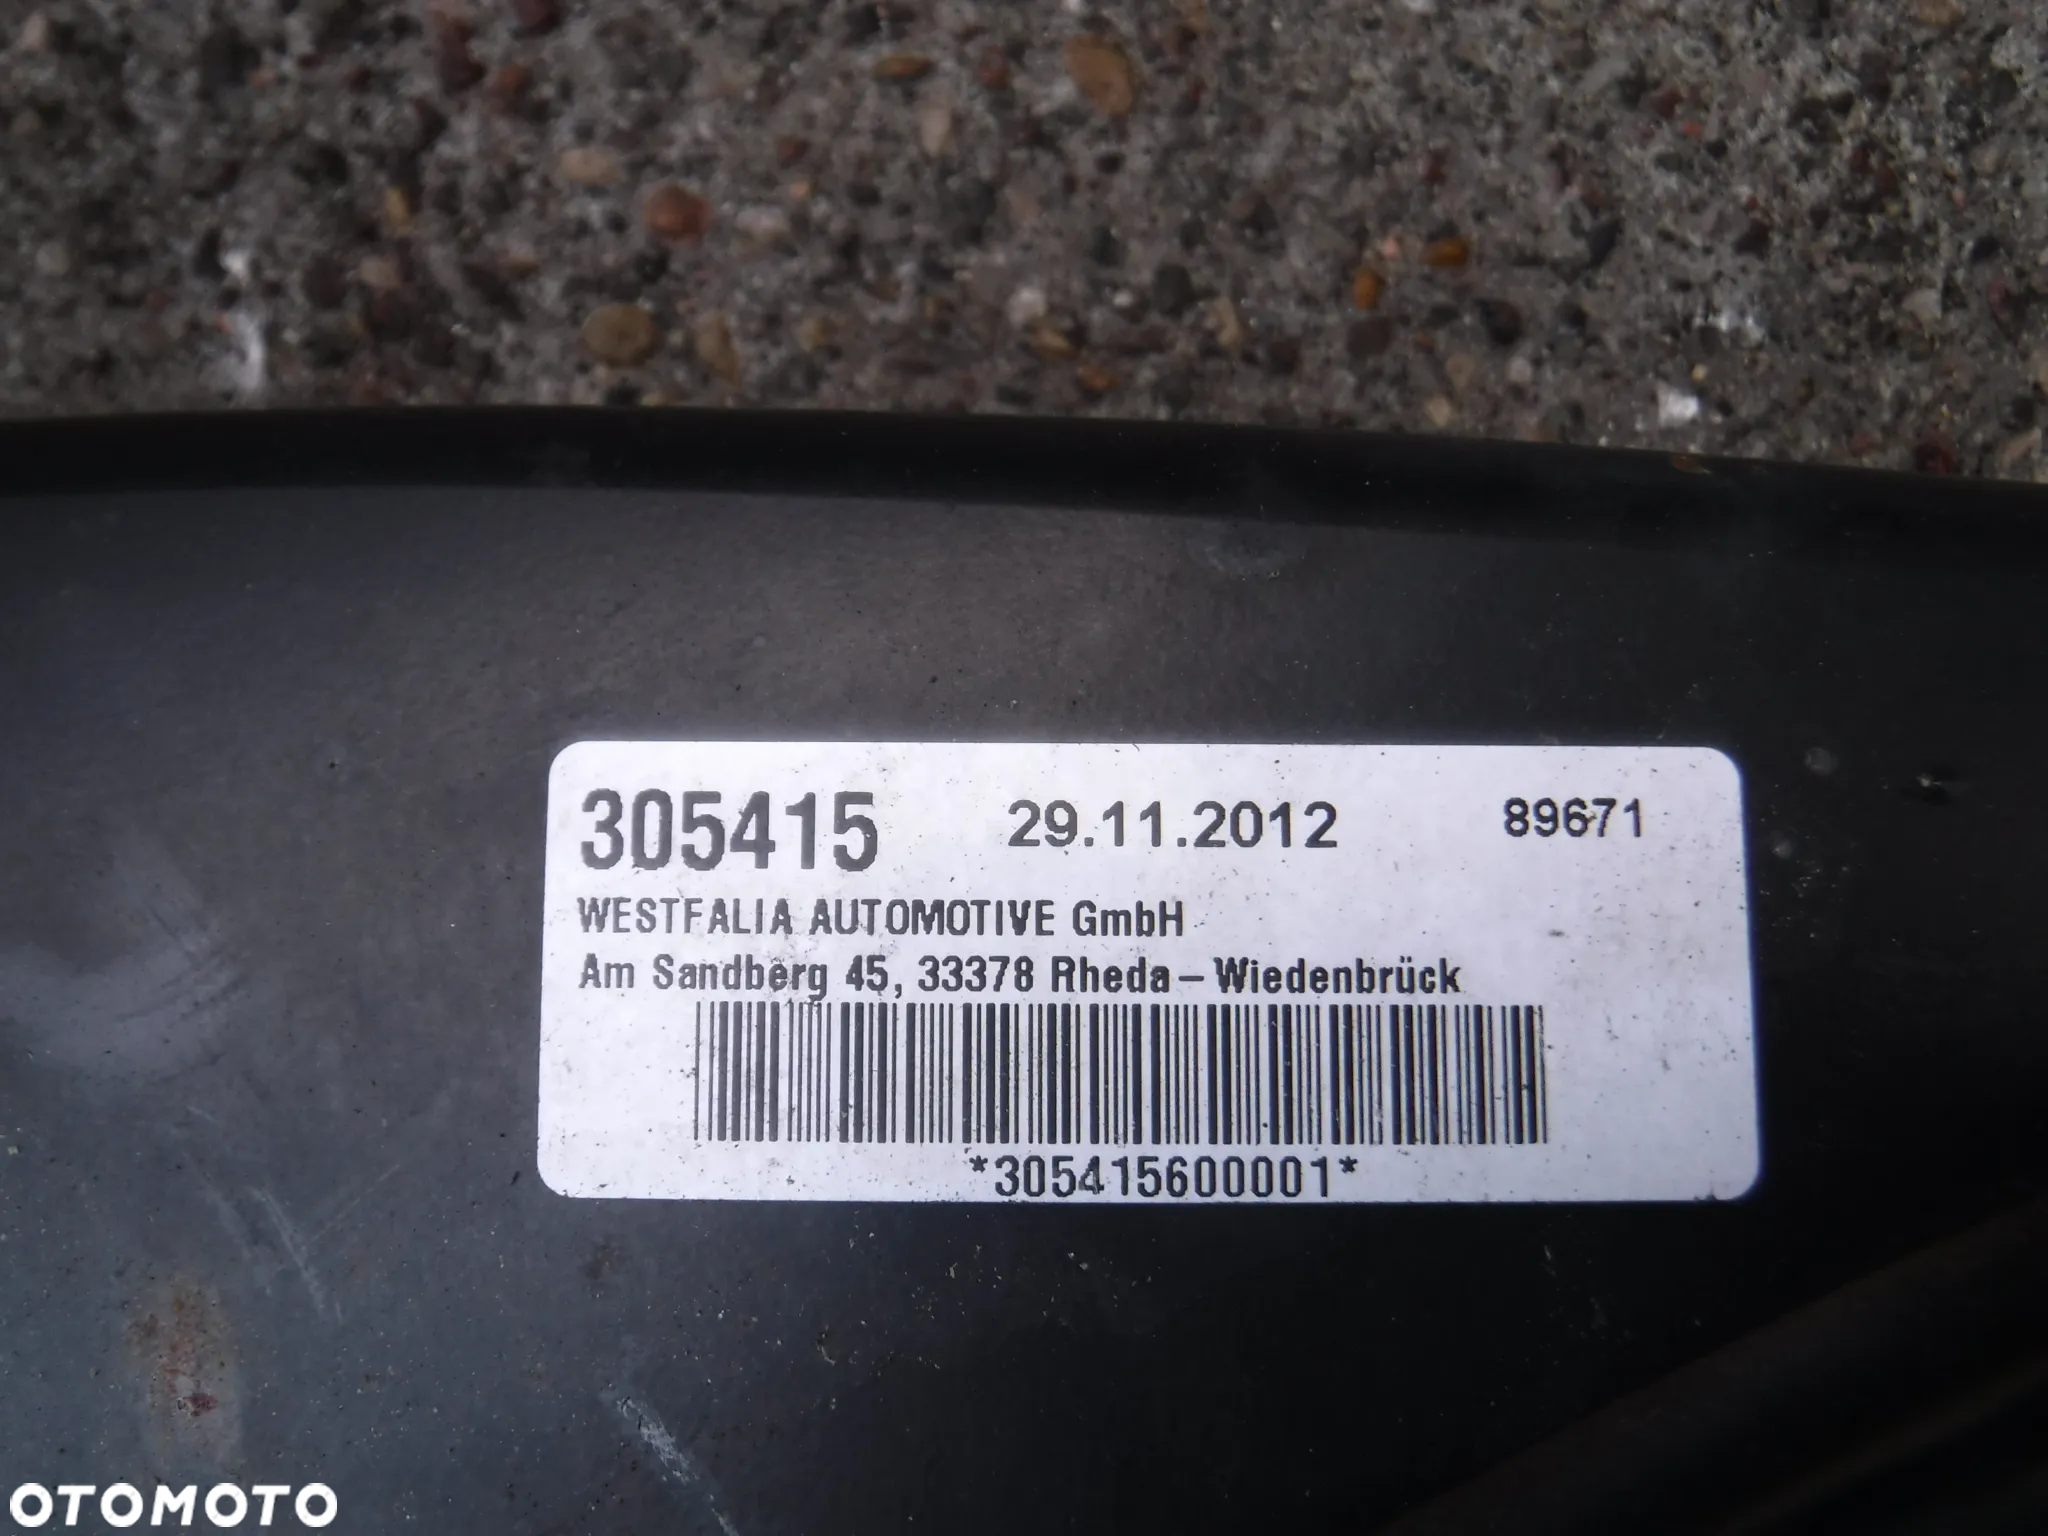 305415 29.11.2012 89671
WESTFALIA AUTOMOTIVE GmbH
Am Sandberg 45, 33378 Rheda-Wiedenbrück
*305415600001*
OTOMOTO